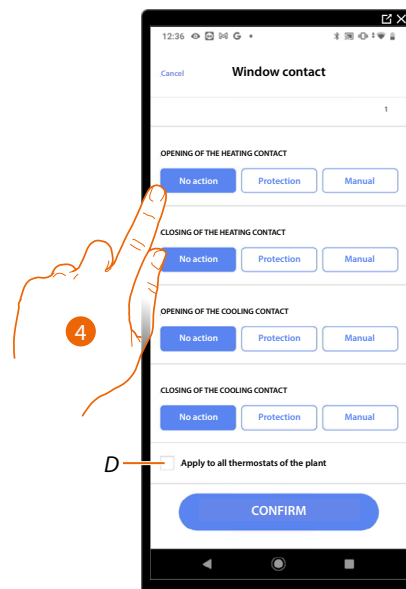 12:36 G
Cancel Window contact
1
OPENING OF THE HEATING CONTACT
No action Protection Manual
CLOSING OF THE HEATING CONTACT
No action Protection Manual
4
OPENING OF THE COOLING CONTACT
No action Protection Manual
CLOSING OF THE COOLING CONTACT
No action Protection Manual
D Apply to all thermostats of the plant
CONFIRM